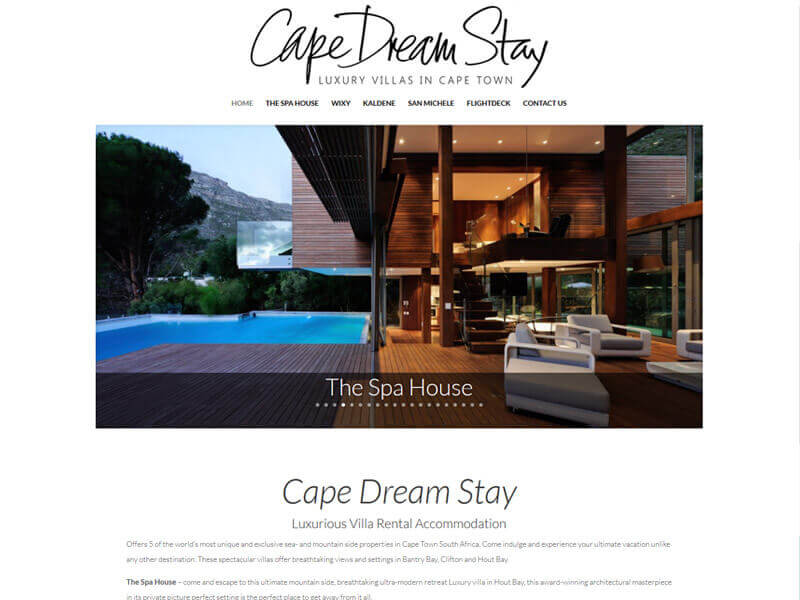 Cape Dream Stay
LUXURY VILLAS IN CAPE TOWN
HOME THE SPA HOUSE WIXY KALDENE SAN MICHELE FLIGHTDECK CONTACT US
The Spa House
Cape Dream Stay
Luxurious Villa Rental Accommodation
Offers 5 of the world's most unique and exclusive sea- and mountain side properties in Cape Town South Africa. Come indulge and experience your ultimate vacation unlike
any other destination. These spectacular villas offer breathtaking views and settings in Bantry Bay, Clifton and Hout Bay.
The Spa House – come and escape to this ultimate mountain side, breathtaking ultra-modern retreat Luxury villa in Hout Bay, this award-winning architectural masterpiece
in its private picture perfect setting is the perfect place to get away from it all.